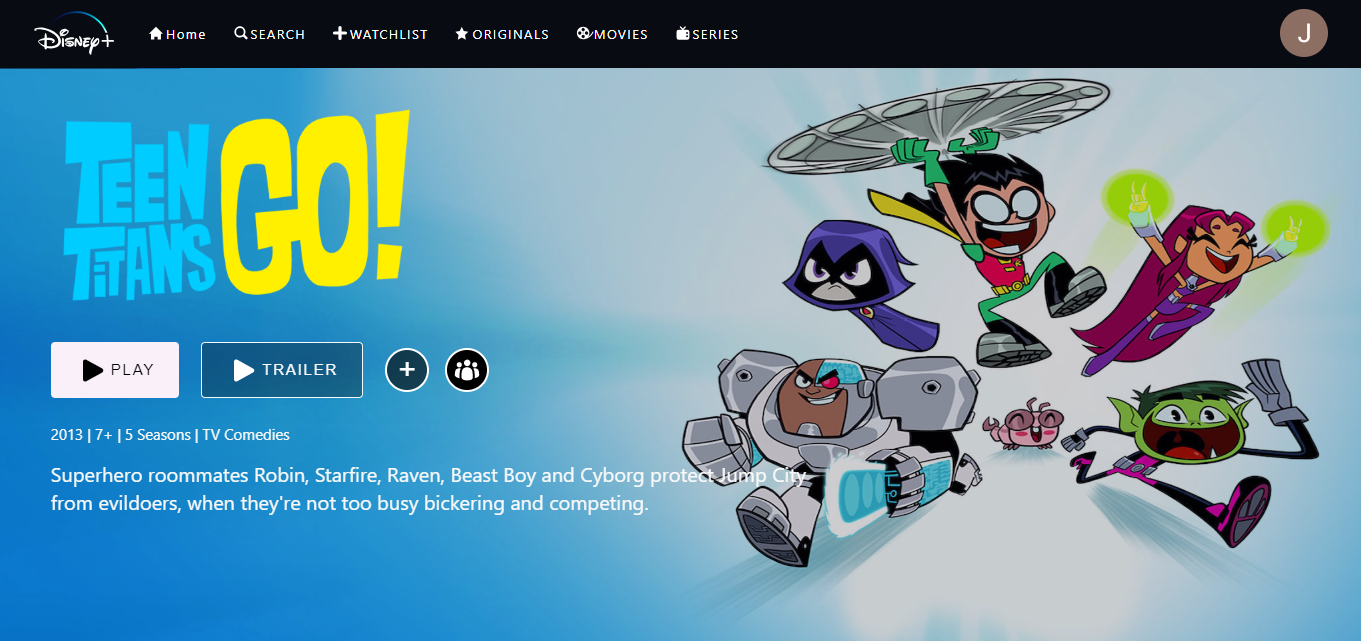 Disney+ Home SEARCH WATCHLIST ORIGINALS MOVIES SERIES J
TEEN
TITANS
GO!
PLAY TRAILER +
2013 | 7+ | 5 Seasons | TV Comedies
Superhero roommates Robin, Starfire, Raven, Beast Boy and Cyborg protect Jump City
from evildoers, when they're not too busy bickering and competing.